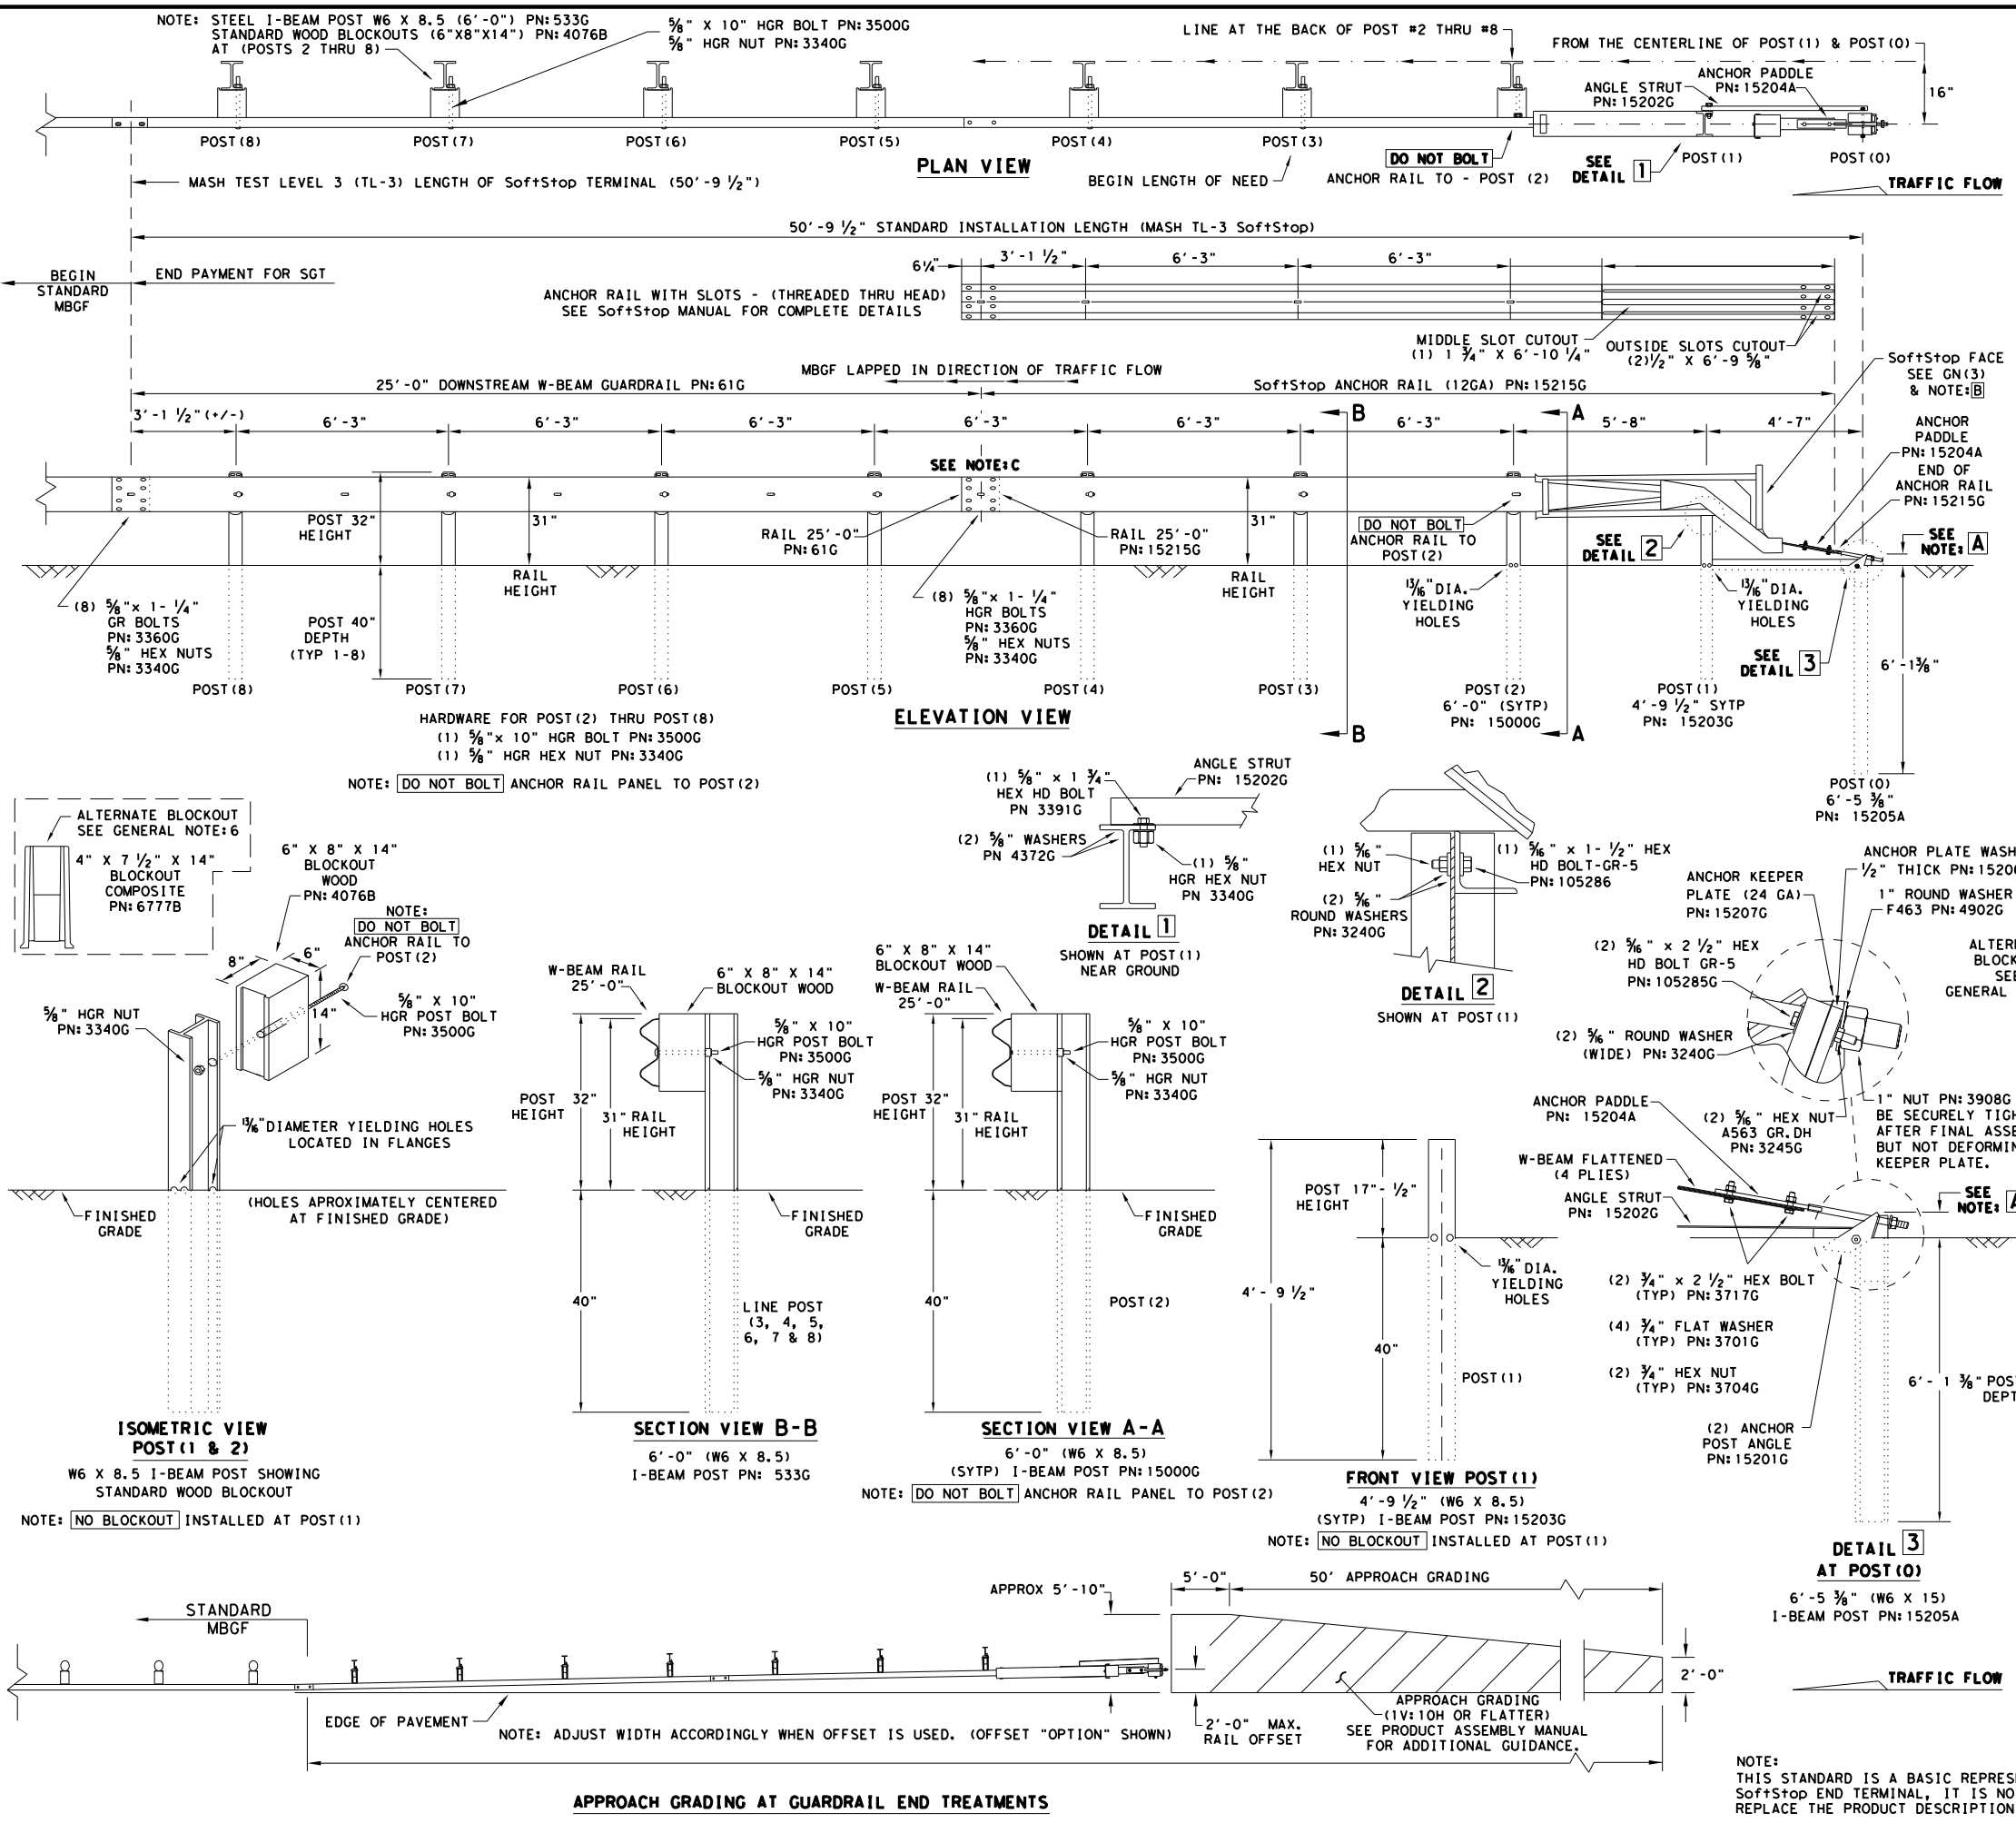 NOTE: STEEL I-BEAM POST W6 X 8.5 (6'-0") PN:533G
STANDARD WOOD BLOCKOUTS (6"X8"X14") PN:4076B
AT (POSTS 2 THRU 8)
5/8" X 10" HGR BOLT PN:3500G
5/8" HGR NUT PN:3340G
LINE AT THE BACK OF POST #2 THRU #8
FROM THE CENTERLINE OF POST(1) & POST(0)
ANCHOR PADDLE
PN:15204A
ANGLE STRUT
PN:15202G
16"
POST(8)
POST(7)
POST(6)
POST(5)
POST(4)
POST(3)
POST(1)
POST(0)
PLAN VIEW
BEGIN LENGTH OF NEED
DO NOT BOLT
ANCHOR RAIL TO - POST (2)
SEE
DETAIL 1
TRAFFIC FLOW
MASH TEST LEVEL 3 (TL-3) LENGTH OF SoftStop TERMINAL (50'-9 1/2")
50'-9 1/2" STANDARD INSTALLATION LENGTH (MASH TL-3 SoftStop)
BEGIN
STANDARD
MBGF
END PAYMENT FOR SGT
6 1/4"
3'-1 1/2"
6'-3"
6'-3"
ANCHOR RAIL WITH SLOTS - (THREADED THRU HEAD)
SEE SoftStop MANUAL FOR COMPLETE DETAILS
MIDDLE SLOT CUTOUT
(1) 1 3/4" X 6'-10 1/4"
OUTSIDE SLOTS CUTOUT
(2)1/2" X 6'-9 5/8"
MBGF LAPPED IN DIRECTION OF TRAFFIC FLOW
25'-0" DOWNSTREAM W-BEAM GUARDRAIL PN:61G
SoftStop ANCHOR RAIL (12GA) PN:15215G
SoftStop FACE
SEE GN(3)
& NOTE:B
3'-1 1/2"(+/-)
6'-3"
6'-3"
6'-3"
6'-3"
6'-3"
6'-3"
5'-8"
4'-7"
B
A
ANCHOR
PADDLE
PN:15204A
END OF
ANCHOR RAIL
PN:15215G
SEE NOTE:C
POST 32"
HEIGHT
31"
RAIL
HEIGHT
RAIL 25'-0"
PN:61G
RAIL 25'-0"
PN:15215G
31"
RAIL
HEIGHT
DO NOT BOLT
ANCHOR RAIL TO
POST(2)
SEE
DETAIL 2
SEE
NOTE: A
(8) 5/8"x 1- 1/4"
GR BOLTS
PN:3360G
5/8" HEX NUTS
PN:3340G
POST 40"
DEPTH
(TYP 1-8)
(8) 5/8"x 1- 1/4"
HGR BOLTS
PN:3360G
5/8" HEX NUTS
PN:3340G
13/16" DIA.
YIELDING
HOLES
13/16" DIA.
YIELDING
HOLES
SEE
DETAIL 3
6'-1 3/8"
POST(8)
POST(7)
POST(6)
POST(5)
POST(4)
POST(3)
POST(2)
6'-0" (SYTP)
PN: 15000G
POST(1)
4'-9 1/2" SYTP
PN: 15203G
HARDWARE FOR POST(2) THRU POST(8)
(1) 5/8"x 10" HGR BOLT PN:3500G
(1) 5/8" HGR HEX NUT PN:3340G
ELEVATION VIEW
B
A
NOTE: DO NOT BOLT ANCHOR RAIL PANEL TO POST(2)
POST(0)
6'-5 3/8"
PN: 15205A
ALTERNATE BLOCKOUT
SEE GENERAL NOTE:6
4" X 7 1/2" X 14"
BLOCKOUT
COMPOSITE
PN:6777B
6" X 8" X 14"
BLOCKOUT
WOOD
PN:4076B
NOTE:
DO NOT BOLT
ANCHOR RAIL TO
POST(2)
8"
6"
14"
5/8" X 10"
HGR POST BOLT
PN:3500G
5/8" HGR NUT
PN:3340G
13/16"DIAMETER YIELDING HOLES
LOCATED IN FLANGES
(HOLES APROXIMATELY CENTERED
AT FINISHED GRADE)
FINISHED
GRADE
ISOMETRIC VIEW
POST(1 & 2)
W6 X 8.5 I-BEAM POST SHOWING
STANDARD WOOD BLOCKOUT
NOTE: NO BLOCKOUT INSTALLED AT POST(1)
(1) 5/8" x 1 3/4"
HEX HD BOLT
PN 3391G
ANGLE STRUT
PN: 15202G
(2) 5/8" WASHERS
PN 4372G
(1) 5/8"
HGR HEX NUT
PN 3340G
DETAIL 1
SHOWN AT POST(1)
NEAR GROUND
(1) 5/16"
HEX NUT
(1) 5/16" x 1- 1/2" HEX
HD BOLT-GR-5
PN:105286
(2) 5/16"
ROUND WASHERS
PN:3240G
DETAIL 2
SHOWN AT POST(1)
ANCHOR KEEPER
PLATE (24 GA)
PN:15207G
1/2" THICK
1" ROUND WASHER
F463 PN:4902G
(2) 5/16" x 2 1/2" HEX
HD BOLT GR-5
PN:105285G
SEE
GENERAL
(2) 5/16" ROUND WASHER
(WIDE) PN:3240G
ANCHOR PADDLE
PN: 15204A
(2) 5/16" HEX NUT
A563 GR.DH
PN:3245G
1" NUT PN:3908G
BE SECURELY
AFTER FINAL
BUT NOT
KEEPER PLATE.
W-BEAM RAIL
25'-0"
6" X 8" X 14"
BLOCKOUT WOOD
5/8" X 10"
HGR POST BOLT
PN:3500G
5/8" HGR NUT
PN:3340G
POST 32"
HEIGHT
31" RAIL
HEIGHT
FINISHED
GRADE
40"
LINE POST
(3, 4, 5,
6, 7 & 8)
SECTION VIEW B-B
6'-0" (W6 X 8.5)
I-BEAM POST PN: 533G
6" X 8" X 14"
BLOCKOUT WOOD
W-BEAM RAIL
25'-0"
5/8" X 10"
HGR POST BOLT
PN:3500G
5/8" HGR NUT
PN:3340G
POST 32"
HEIGHT
31" RAIL
HEIGHT
FINISHED
GRADE
40"
POST(2)
SECTION VIEW A-A
6'-0" (W6 X 8.5)
(SYTP) I-BEAM POST PN:15000G
NOTE: DO NOT BOLT ANCHOR RAIL PANEL TO POST(2)
POST 17"- 1/2"
HEIGHT
4'- 9 1/2"
13/16" DIA.
YIELDING
HOLES
40"
POST(1)
FRONT VIEW POST(1)
4'-9 1/2" (W6 X 8.5)
(SYTP) I-BEAM POST PN:15203G
NOTE: NO BLOCKOUT INSTALLED AT POST(1)
W-BEAM FLATTENED
(4 PLIES)
ANGLE STRUT
PN: 15202G
SEE
NOTE:
(2) 3/4" x 2 1/2" HEX BOLT
(TYP) PN:3717G
(4) 3/4" FLAT WASHER
(TYP) PN:3701G
(2) 3/4" HEX NUT
(TYP) PN:3704G
6'- 1 3/8"
(2) ANCHOR
POST ANGLE
PN:15201G
DETAIL 3
AT POST(0)
6'-5 3/8" (W6 X 15)
I-BEAM POST PN:15205A
STANDARD
MBGF
APPROX 5'-10"
5'-0"
50' APPROACH GRADING
EDGE OF PAVEMENT
NOTE: ADJUST WIDTH ACCORDINGLY WHEN OFFSET IS USED. (OFFSET "OPTION" SHOWN)
2'-0" MAX.
RAIL OFFSET
APPROACH GRADING
(1V:10H OR FLATTER)
SEE PRODUCT ASSEMBLY MANUAL
FOR ADDITIONAL GUIDANCE.
2'-0"
TRAFFIC FLOW
APPROACH GRADING AT GUARDRAIL END TREATMENTS
NOTE:
THIS STANDARD IS A BASIC
SoftStop END TERMINAL, IT IS
REPLACE THE PRODUCT DESCRIPTION